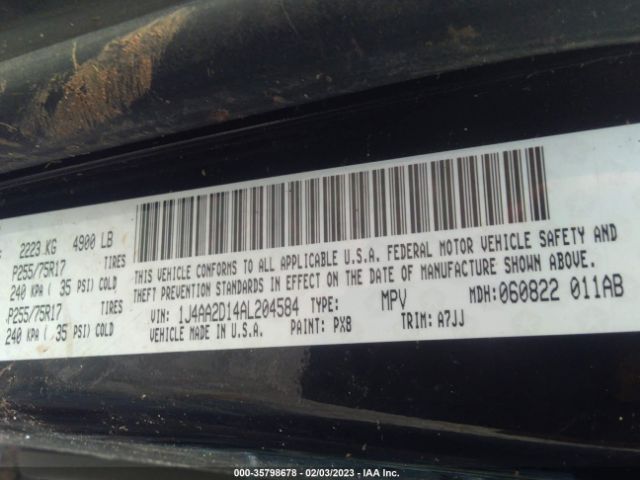 2223 KG 4900 LB
P255/75R17 TIRES
240 KPA ( 35 PSI) COLD
P255/75R17 TIRES
240 KPA ( 35 PSI) COLD
THIS VEHICLE CONFORMS TO ALL APPLICABLE U.S.A. FEDERAL MOTOR VEHICLE SAFETY AND
THEFT PREVENTION STANDARDS IN EFFECT ON THE DATE OF MANUFACTURE SHOWN ABOVE.
VIN: 1J4AA2D14AL204584 TYPE: MPV MDH: 060822 011AB
VEHICLE MADE IN U.S.A. PAINT: PX8 TRIM: A7JJ
000-35798678 - 02/03/2023 - IAA Inc.